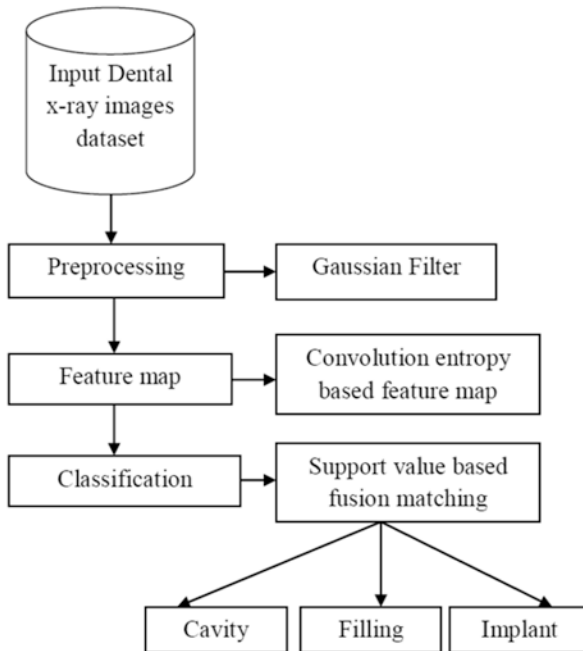 Input Dental
x-ray images
dataset
Preprocessing
Gaussian Filter
Feature map
Convolution entropy
based feature map
Classification
Support value based
fusion matching
Cavity
Filling
Implant